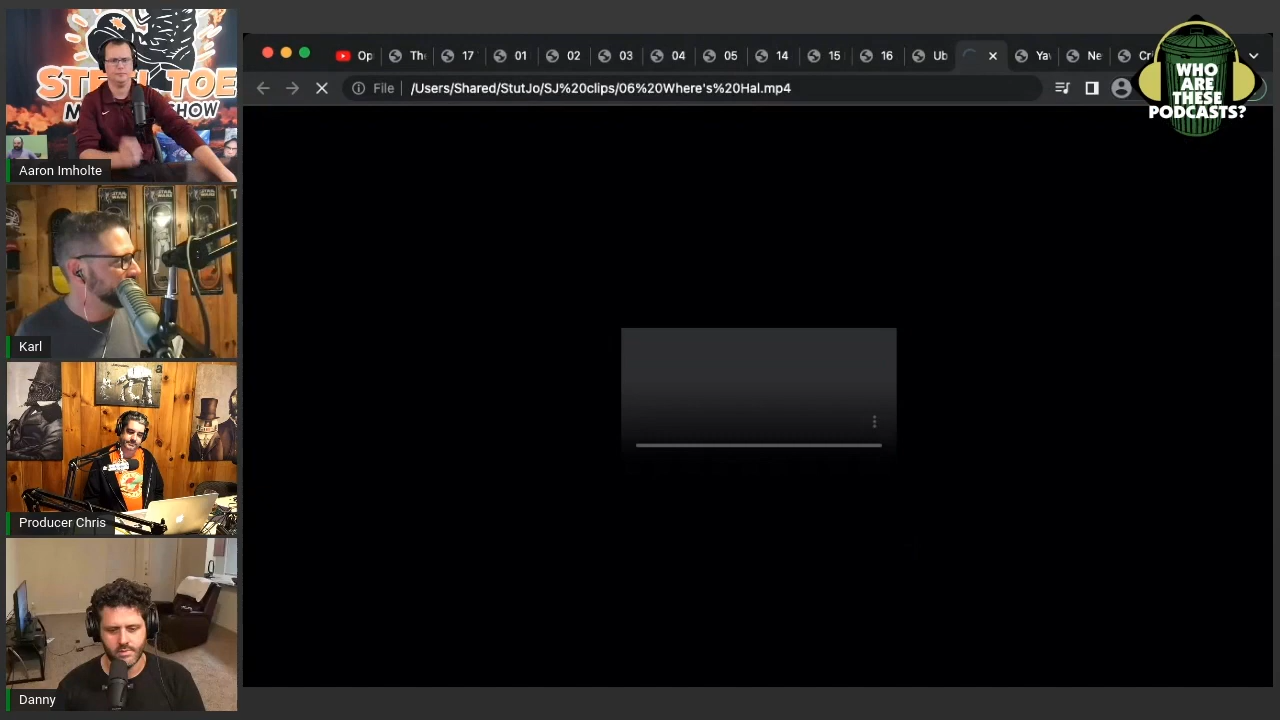 STEEL TOE
M SHOW
Aaron Imholte
Karl
Producer Chris
Danny
Op
Th
17
01
02
03
04
05
14
15
16
Ub
Ya
Ne
Cr
File
/Users/Shared/StutJo/SJ%20clips/06%20Where's%20Hal.mp4
WHO
ARE
THESE
PODCASTS?